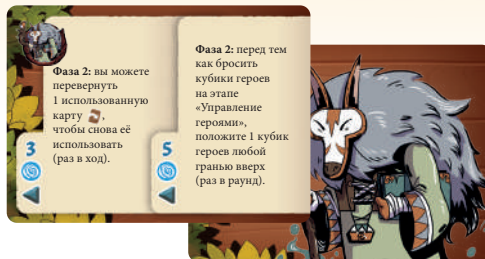 Фаза 2: вы можете
перевернуть
1 использованную
карту ,
чтобы снова её
использовать
(раз в ход).
3
Фаза 2: перед тем
как бросить
кубики героев
на этапе
«Управление
героями»,
положите 1 кубик
героев любой
гранью вверх
(раз в раунд).
5